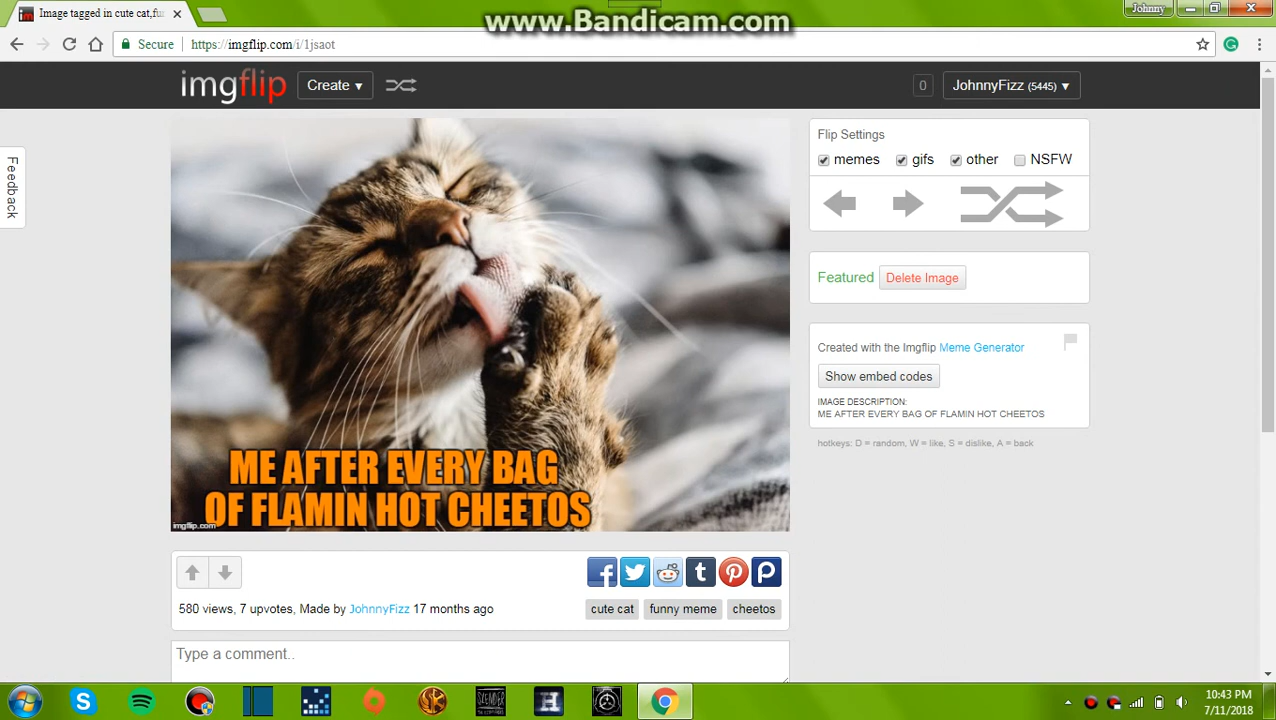 Image tagged in cute cat,fu
www.Bandicam.com
Johnny
Secure
https://imgflip.com/i/1jsaot
imgflip
Create ▾
0
JohnnyFizz (5445) ▾
Feedback
Flip Settings
memes gifs other NSFW
Featured Delete Image
Created with the Imgflip Meme Generator
Show embed codes
IMAGE DESCRIPTION:
ME AFTER EVERY BAG OF FLAMIN HOT CHEETOS
hotkeys: D = random, W = like, S = dislike, A = back
ME AFTER EVERY BAG
OF FLAMIN HOT CHEETOS
imgflip.com
580 views, 7 upvotes, Made by JohnnyFizz 17 months ago
cute cat funny meme cheetos
Type a comment..
10:43 PM
7/11/2018